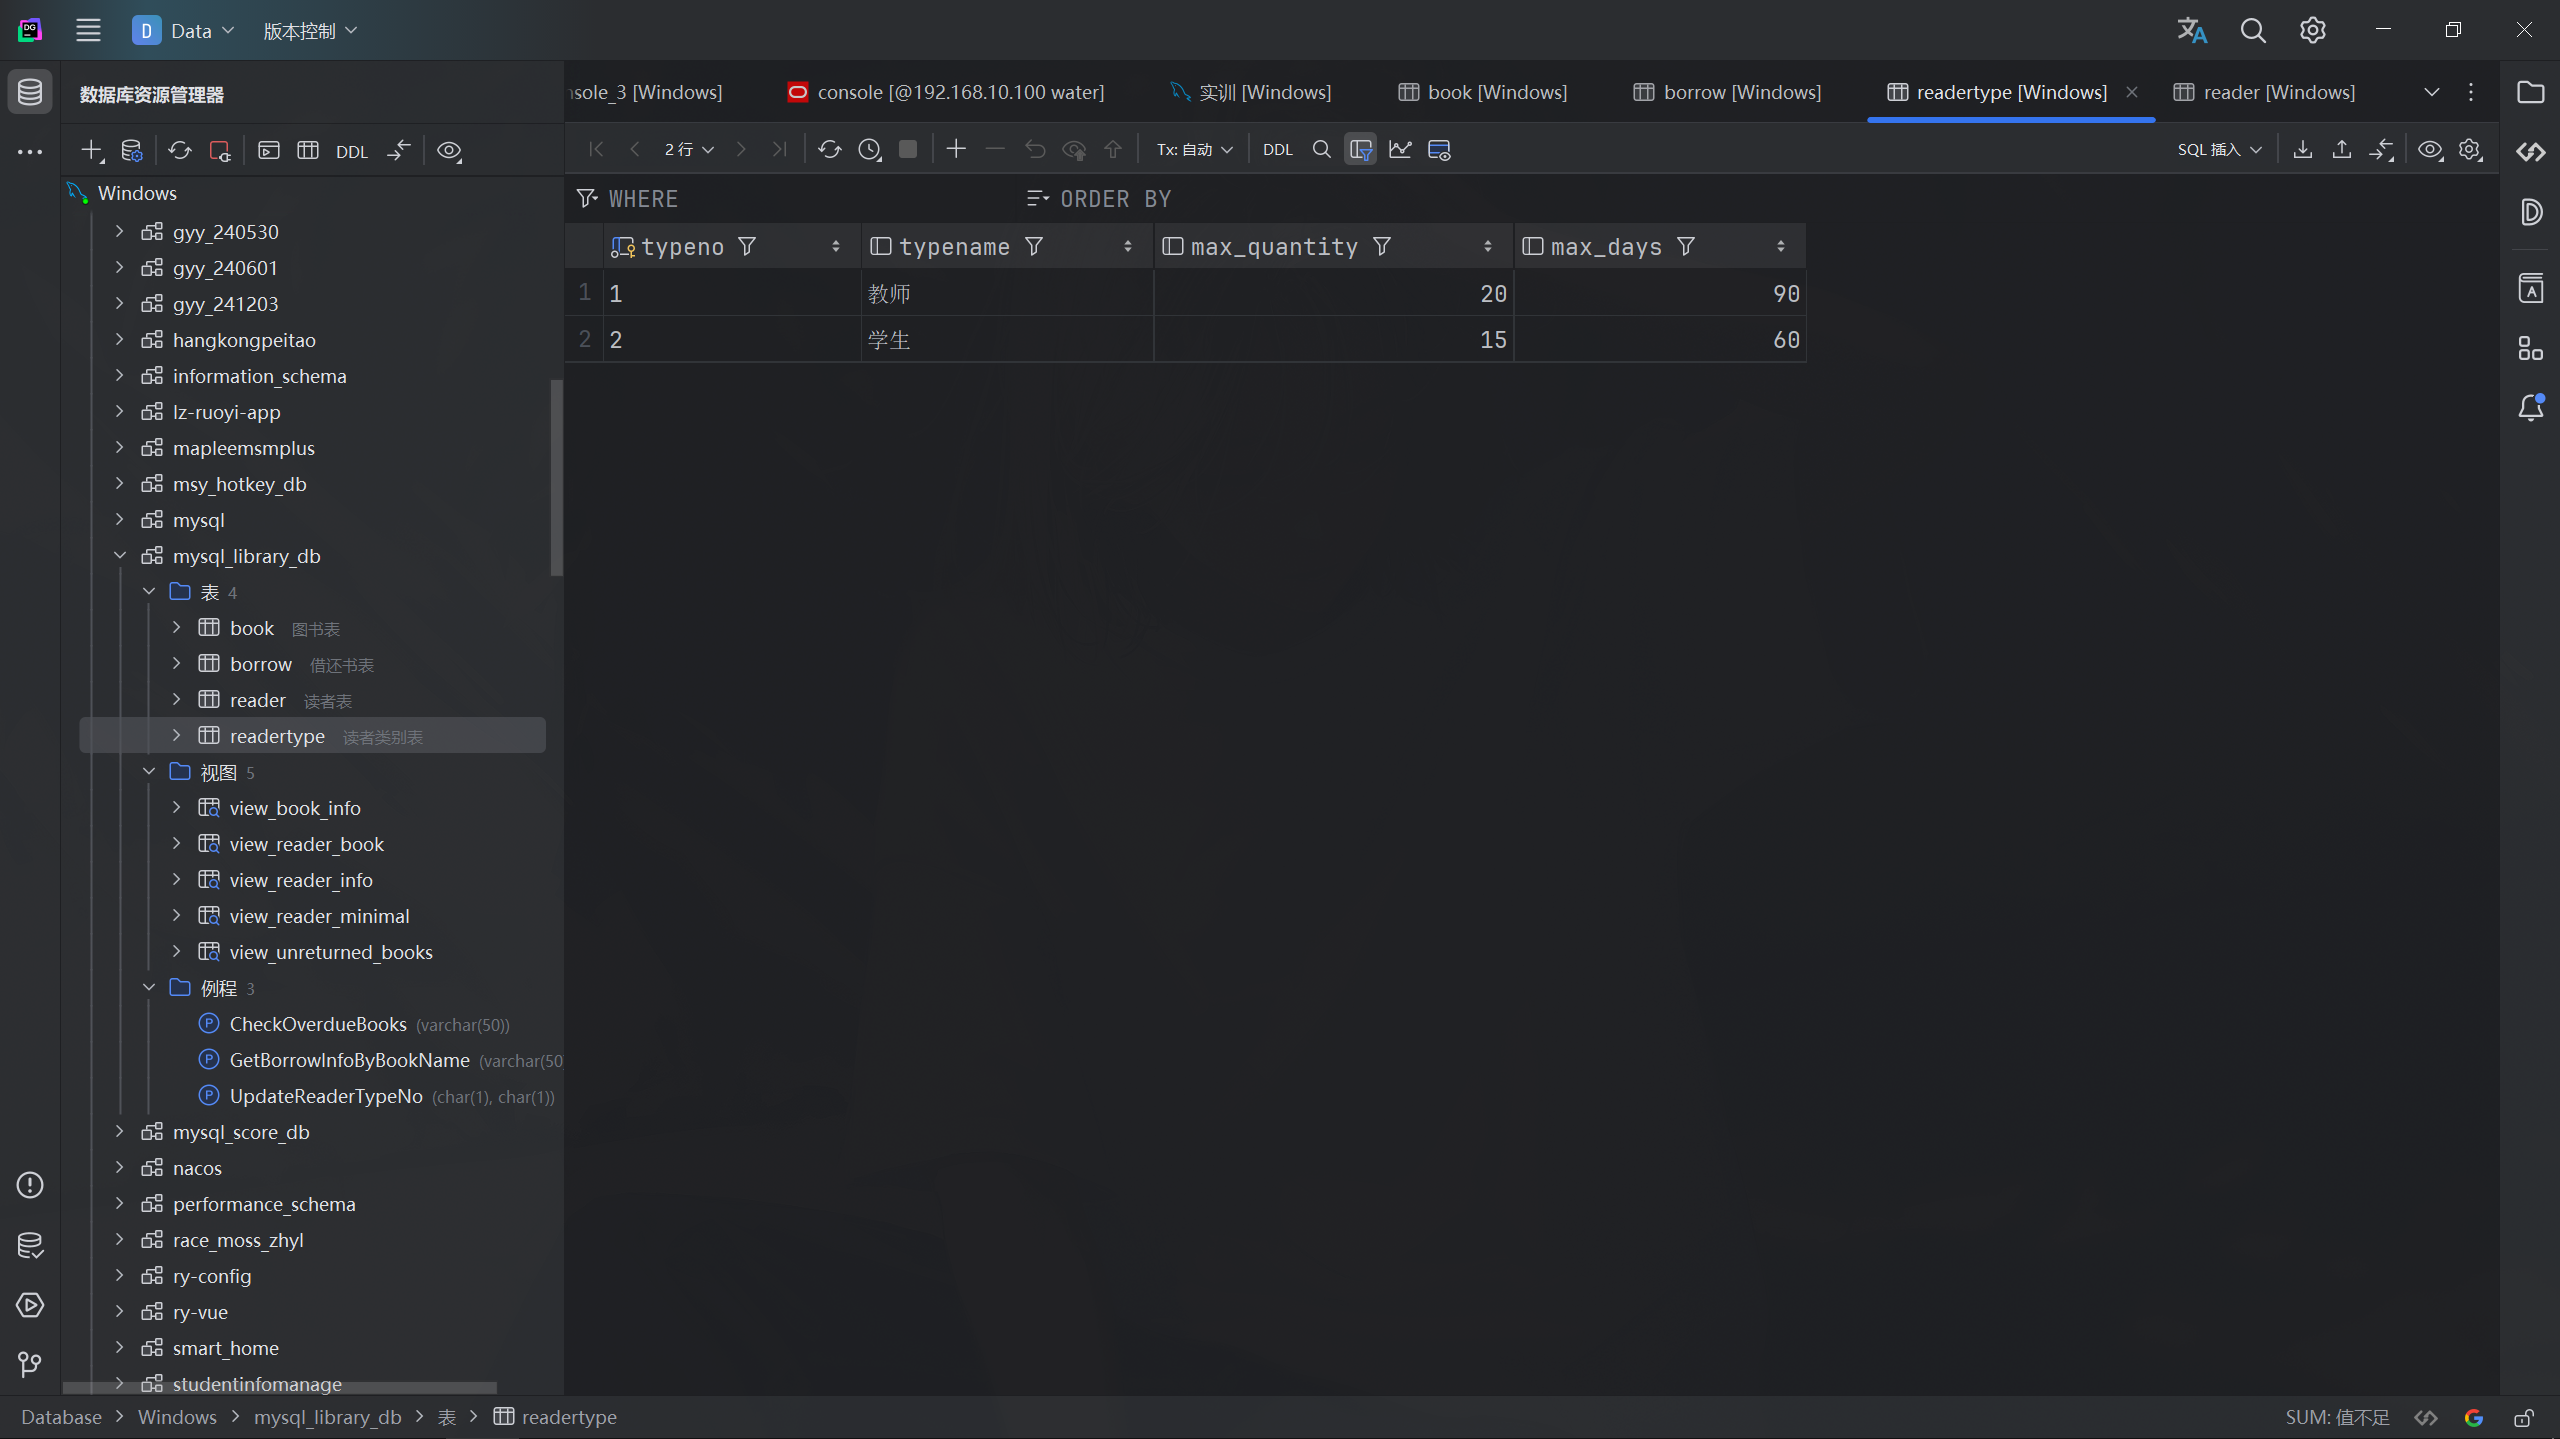 D Data 版本控制
数据库资源管理器
nsole_3 [Windows] console [@192.168.10.100 water] 实训 [Windows] book [Windows] borrow [Windows] readertype [Windows] reader [Windows]
DDL
2 行 Tx: 自动 DDL SQL 插入
WHERE ORDER BY
typeno typename max_quantity max_days
1 1 教师 20 90
2 2 学生 15 60
Windows
gyy_240530
gyy_240601
gyy_241203
hangkongpeitao
information_schema
lz-ruoyi-app
mapleemsmplus
msy_hotkey_db
mysql
mysql_library_db
表 4
book 图书表
borrow 借还书表
reader 读者表
readertype 读者类别表
视图 5
view_book_info
view_reader_book
view_reader_info
view_reader_minimal
view_unreturned_books
例程 3
CheckOverdueBooks (varchar(50))
GetBorrowInfoByBookName (varchar(50
UpdateReaderTypeNo (char(1), char(1))
mysql_score_db
nacos
performance_schema
race_moss_zhyl
ry-config
ry-vue
smart_home
studentinfomanage
Database > Windows > mysql_library_db > 表 > readertype
SUM: 值不足